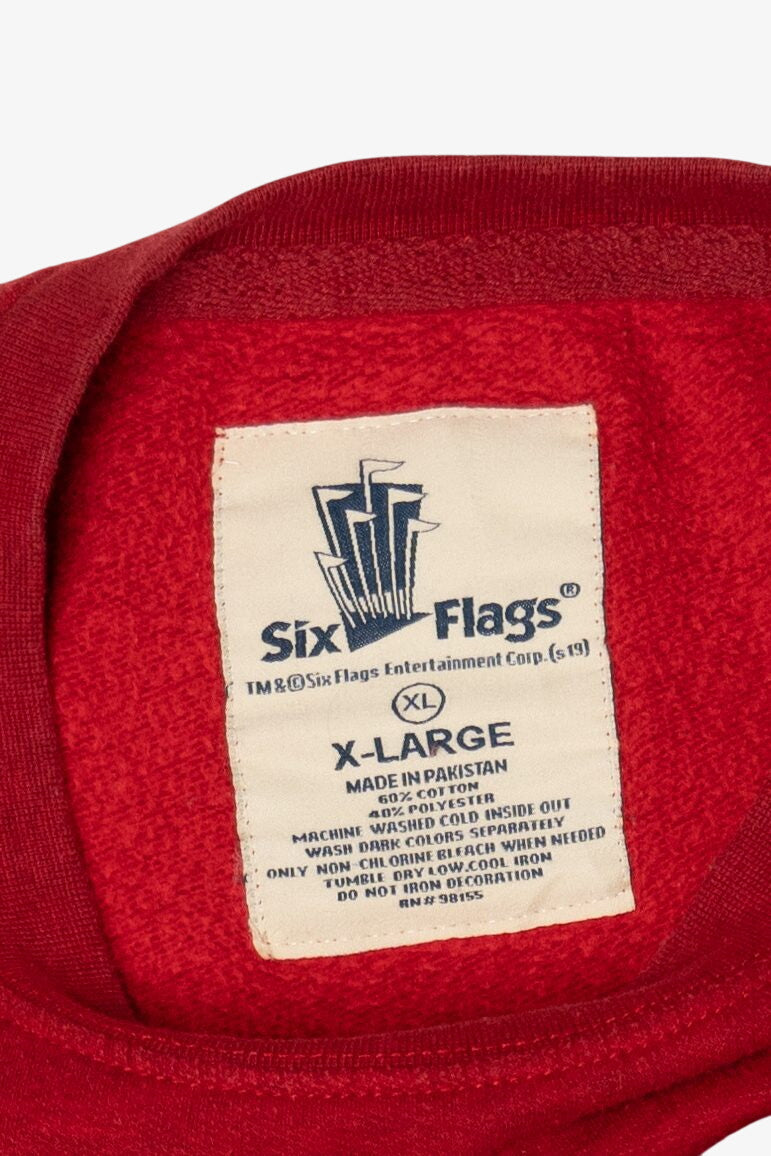 Six Flags®
TM&©Six Flags Entertainment Corp.(s19)
XL
X-LARGE
MADE IN PAKISTAN
60% COTTON
40% POLYESTER
MACHINE WASHED COLD INSIDE OUT
WASH DARK COLORS SEPARATELY
ONLY NON-CHLORINE BLEACH WHEN NEEDED
TUMBLE DRY LOW.COOL IRON
DO NOT IRON DECORATION
RN# 98155